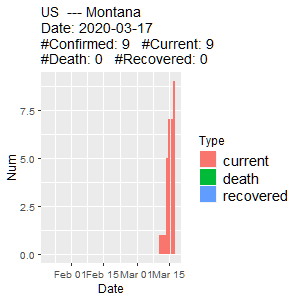 US --- Montana
Date: 2020-03-17
#Confirmed: 9 #Current: 9
#Death: 0 #Recovered: 0
7.5
5.0
2.5
0.0
Num
Feb 01 Feb 15 Mar 01 Mar 15
Date
Type
current
death
recovered